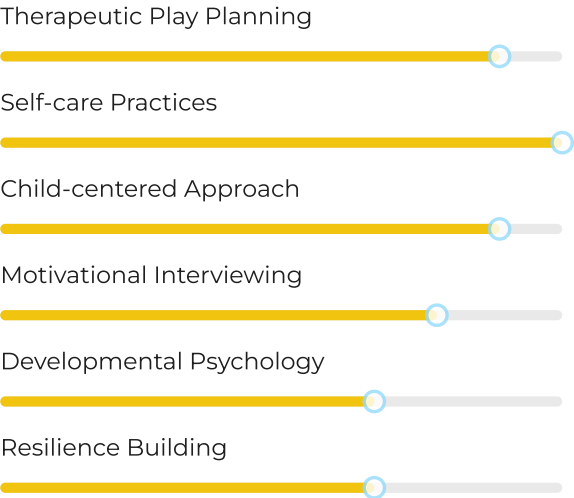 Therapeutic Play Planning
Self-care Practices
Child-centered Approach
Motivational Interviewing
Developmental Psychology
Resilience Building